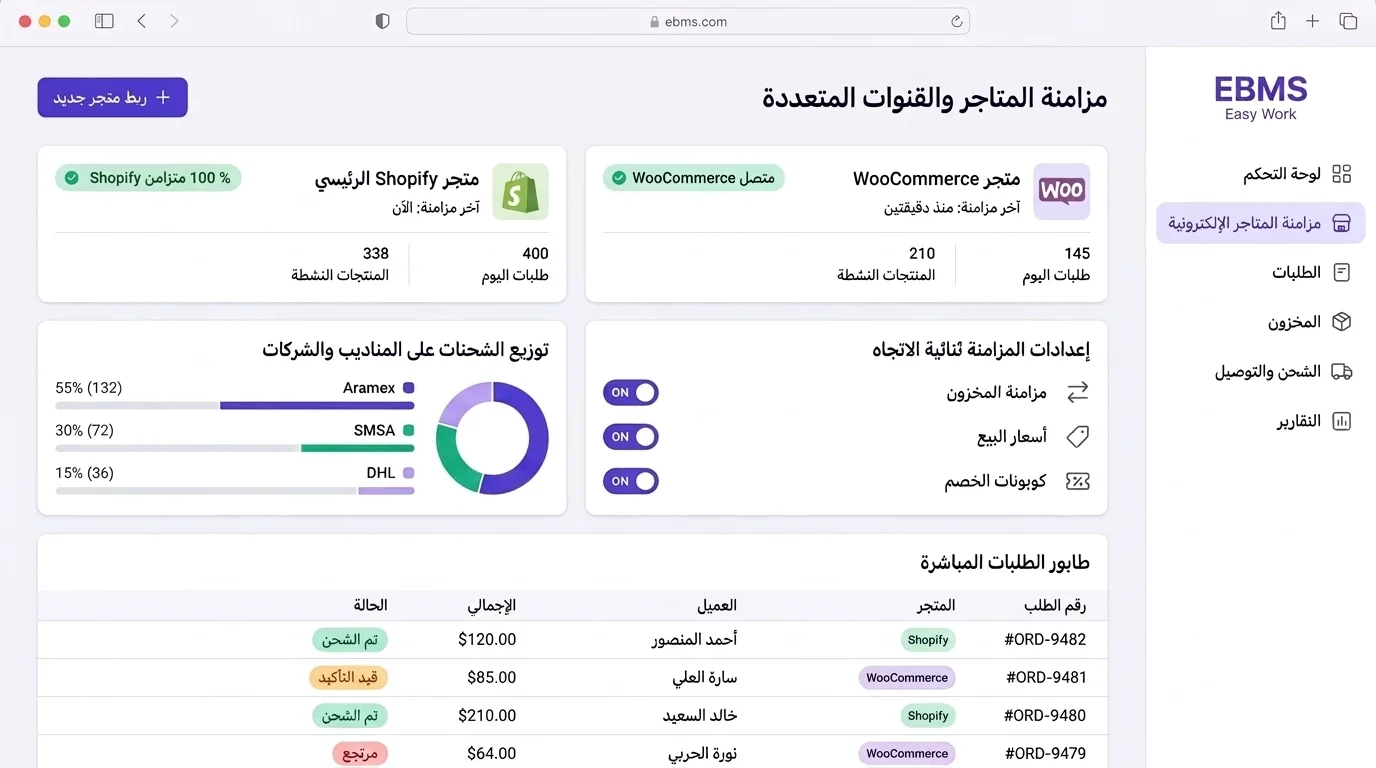 ebms.com
EBMS
Easy Work
لوحة التحكم
مزامنة المتاجر الإلكترونية
الطلبات
المخزون
الشحن والتوصيل
التقارير
مزامنة المتاجر والقنوات المتعددة
+ ربط متجر جديد
WOO
متجر WooCommerce
آخر مزامنة: منذ دقيقتين
متصل WooCommerce
145
طلبات اليوم
210
المنتجات النشطة
متجر Shopify الرئيسي
آخر مزامنة: الآن
% 100 متزامن Shopify
400
طلبات اليوم
338
المنتجات النشطة
إعدادات المزامنة ثنائية الاتجاه
مزامنة المخزون ON
أسعار البيع ON
كوبونات الخصم ON
توزيع الشحنات على المناديب والشركات
Aramex 55% (132)
SMSA 30% (72)
DHL 15% (36)
طابور الطلبات المباشرة
رقم الطلب المتجر العميل الإجمالي الحالة
#ORD-9482 Shopify أحمد المنصور $120.00 تم الشحن
#ORD-9481 WooCommerce سارة العلي $85.00 قيد التأكيد
#ORD-9480 Shopify خالد السعيد $210.00 تم الشحن
#ORD-9479 WooCommerce نورة الحربي $64.00 مرتجع